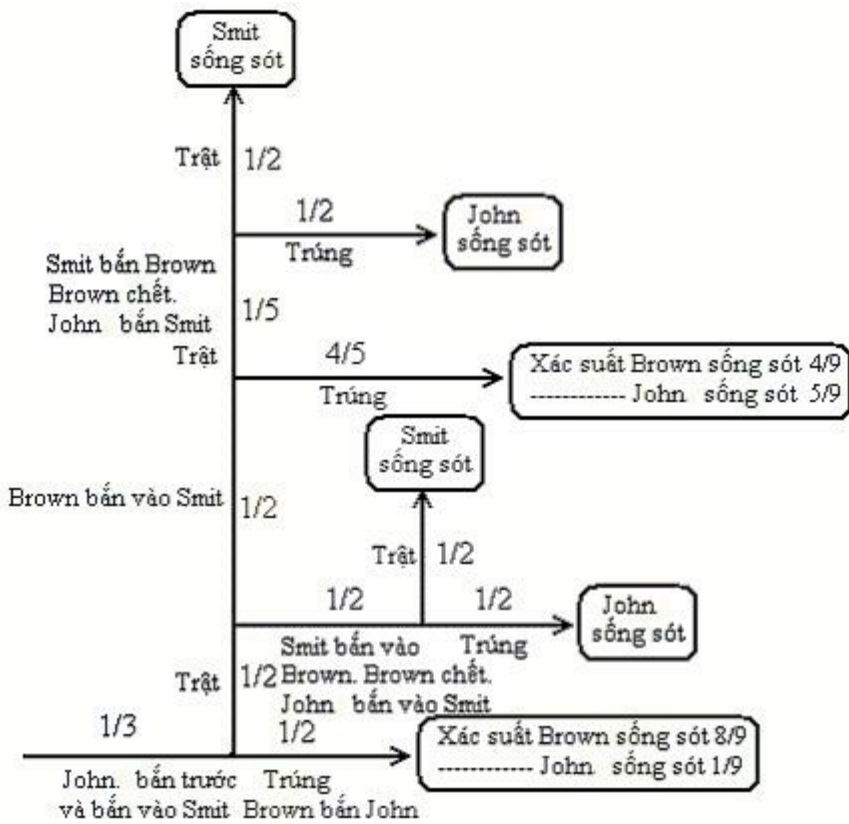 Smit
sống sót
Trật 1/2
1/2
Trúng
John
sống sót
Smit bắn Brown
Brown chết.
John bắn Smit
1/5
Trật
4/5
Trúng
Xác suất Brown sống sót 4/9
------------ John sống sót 5/9
Smit
sống sót
Brown bắn vào Smit
1/2
Trật 1/2
1/2
1/2
John
sống sót
Smit bắn vào Trúng
Brown. Brown chết.
John bắn vào Smit
Trật 1/2
1/3
1/2
Xác suất Brown sống sót 8/9
------------ John sống sót 1/9
John. bắn trước Trúng
và bắn vào Smit Brown bắn John